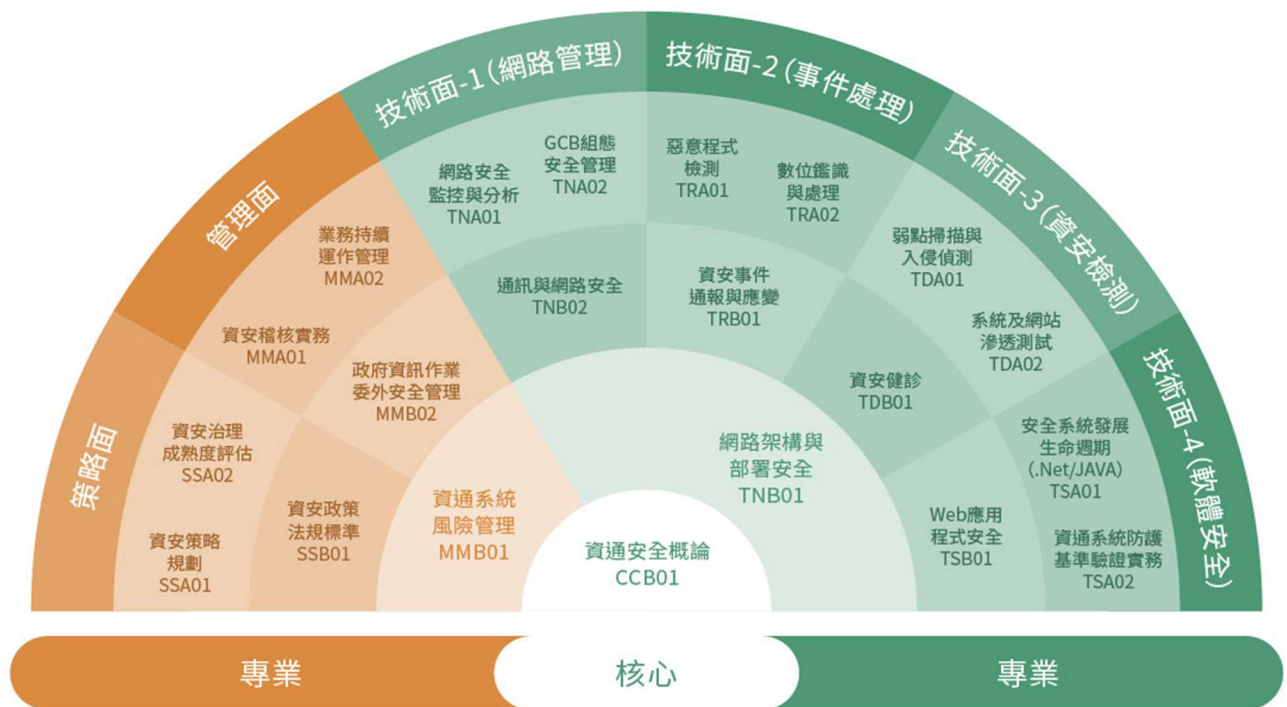 策略面
管理面
技術面-1(網路管理)
技術面-2(事件處理)
技術面-3(資安檢測)
技術面-4(軟體安全)
資安策略
規劃
SSA01
資安治理
成熟度評估
SSA02
資安政策
法規標準
SSB01
資安稽核實務
MMA01
業務持續
運作管理
MMA02
政府資訊作業
委外安全管理
MMB02
資通系統
風險管理
MMB01
網路安全
監控與分析
TNA01
GCB組態
安全管理
TNA02
通訊與網路安全
TNB02
惡意程式
檢測
TRA01
數位鑑識
與處理
TRA02
資安事件
通報與應變
TRB01
弱點掃描與
入侵偵測
TDA01
系統及網站
滲透測試
TDA02
資安健診
TDB01
安全系統發展
生命週期
(.Net/JAVA)
TSA01
資通系統防護
基準驗證實務
TSA02
Web應用
程式安全
TSB01
網路架構與
部署安全
TNB01
資通安全概論
CCB01
專業
核心
專業